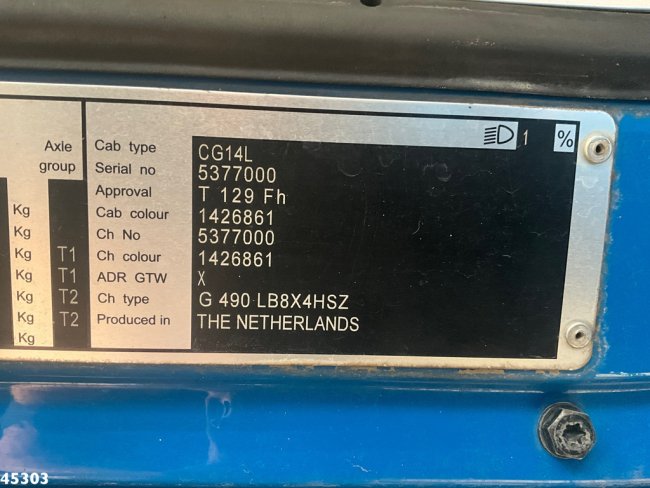 1 %
Axle group
Cab type CG14L
Serial no 5377000
Approval T 129 Fh
Kg Cab colour 1426861
Kg Ch No 5377000
Kg T1 Ch colour 1426861
Kg T1 ADR GTW X
Kg T2 Ch type G 490 LB8X4HSZ
Kg T2 Produced in THE NETHERLANDS
Kg
45303